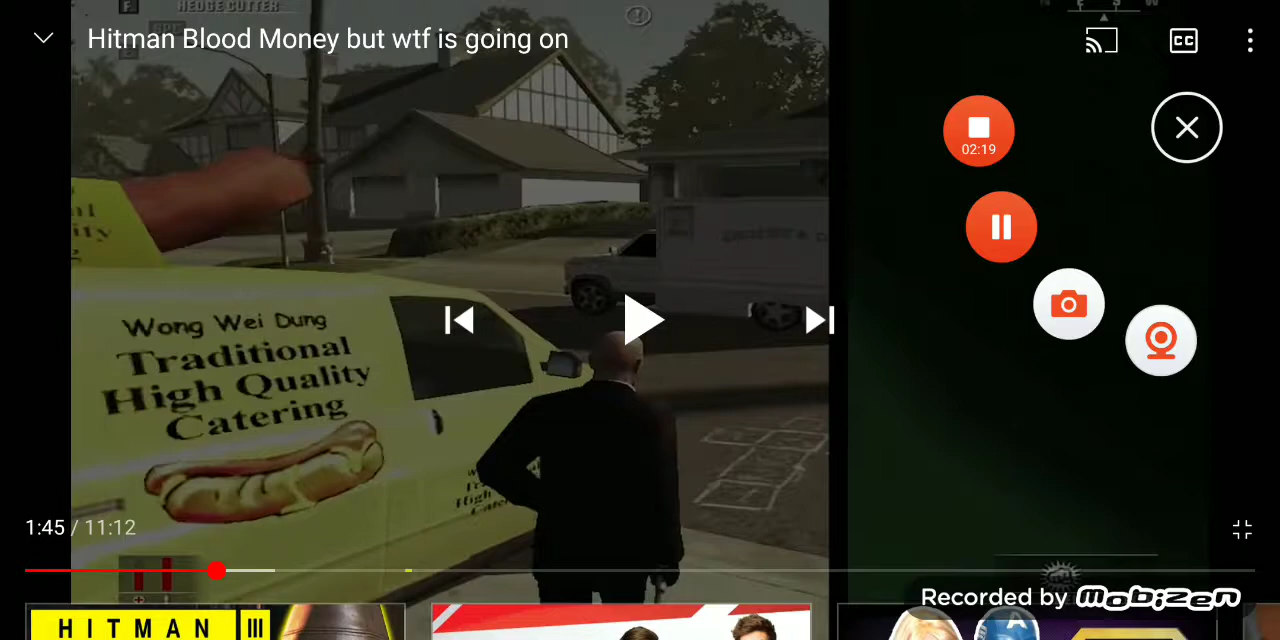 F HEDGE CUTTER
Hitman Blood Money but wtf is going on
CC
02:19
Wong Wei Dung
Traditional
High Quality
Catering
1:45 / 11:12
Recorded by mobizen
HITMAN III
A